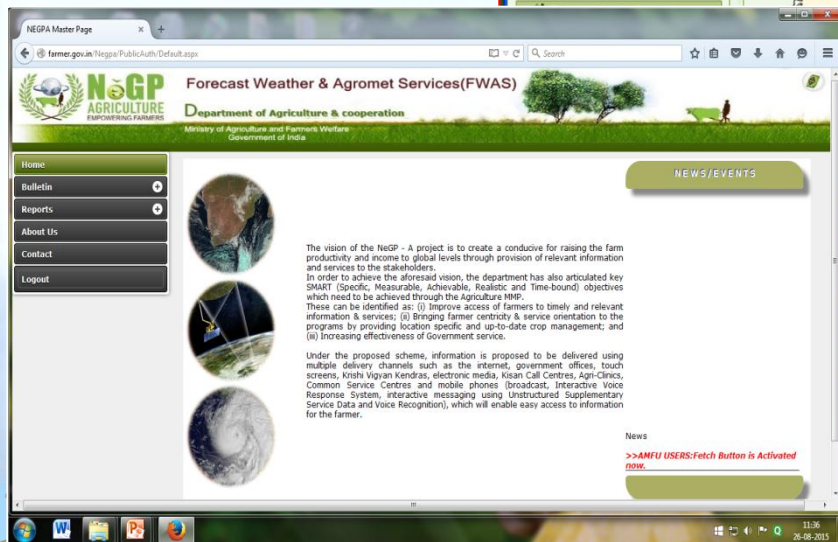 NEGPA Master Page
farmer.gov.in/Negpa/PublicAuth/Default.aspx
Search
NeGP
AGRICULTURE
EMPOWERING FARMERS
Forecast Weather & Agromet Services(FWAS)
Department of Agriculture & cooperation
Ministry of Agriculture and Farmers Welfare
Government of India
Home
Bulletin
Reports
About Us
Contact
Logout
NEWS/EVENTS
The vision of the NeGP - A project is to create a conducive for raising the farm
productivity and income to global levels through provision of relevant information
and services to the stakeholders.
In order to achieve the aforesaid vision, the department has also articulated key
SMART (Specific, Measurable, Achievable, Realistic and Time-bound) objectives
which need to be achieved through the Agriculture MMP.
These can be identified as: (i) Improve access of farmers to timely and relevant
information & services; (ii) Bringing farmer centricity & service orientation to the
programs by providing location specific and up-to-date crop management; and
(iii) Increasing effectiveness of Government service.
Under the proposed scheme, information is proposed to be delivered using
multiple delivery channels such as the internet, government offices, touch
screens, Krishi Vigyan Kendras, electronic media, Kisan Call Centres, Agri-Clinics,
Common Service Centres and mobile phones (broadcast, Interactive Voice
Response System, interactive messaging using Unstructured Supplementary
Service Data and Voice Recognition), which will enable easy access to information
for the farmer.
News
>>AMFU USERS:Fetch Button is Activated
now.
11:36
26-08-2015